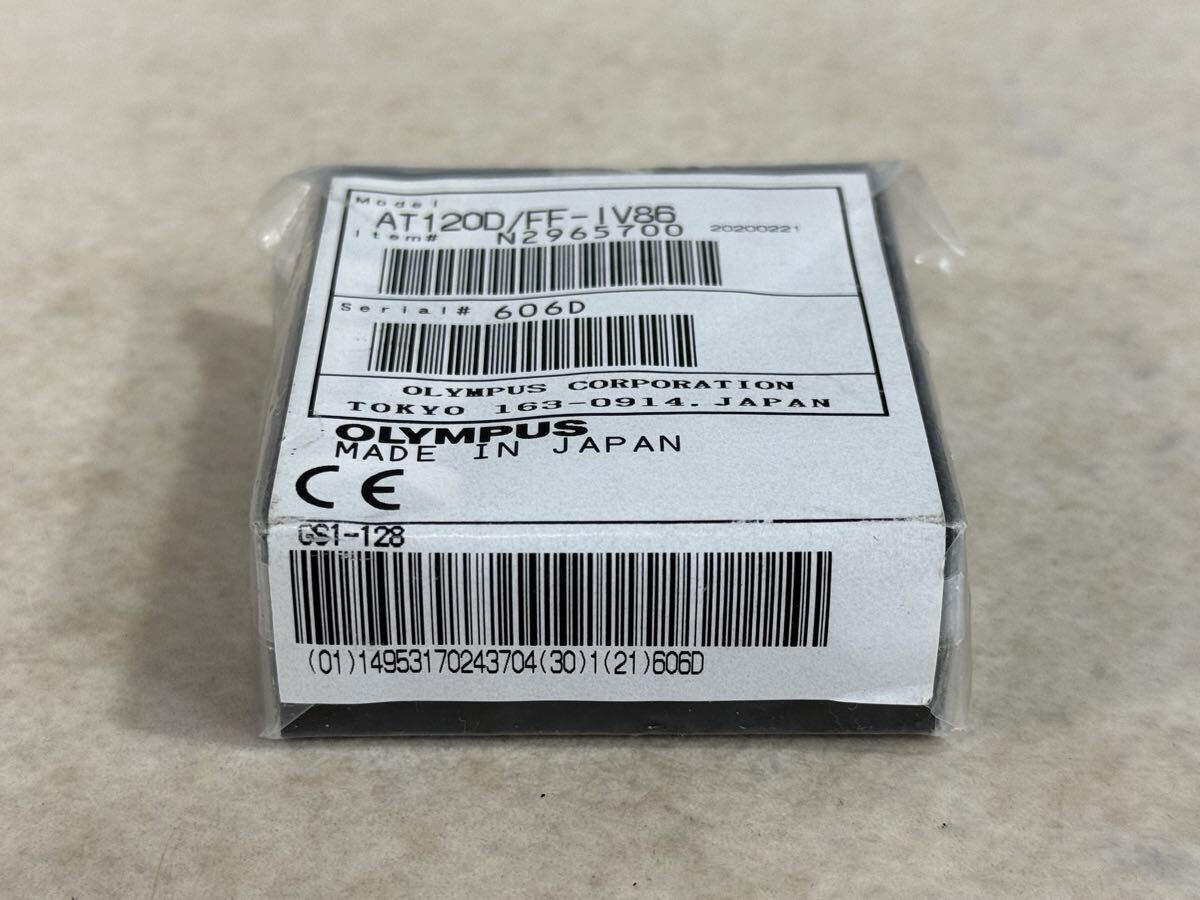 Model
AT120D/FF-IV86
Item# N2965700 20200221
Serial# 606D
OLYMPUS CORPORATION
TOKYO 163-0914, JAPAN
OLYMPUS
MADE IN JAPAN
CE
GS1-128
(01)14953170243704(30)1(21)606D